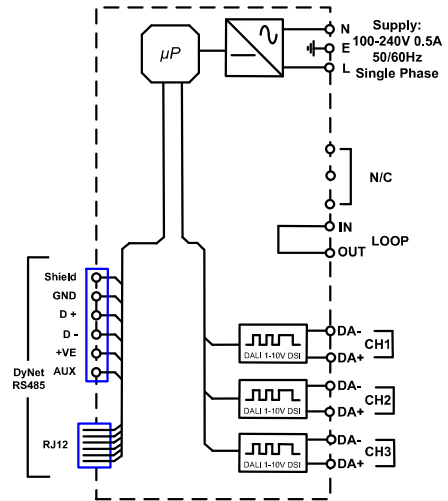 µP
N
E
L
Supply:
100-240V 0.5A
50/60Hz
Single Phase
N/C
IN
OUT
LOOP
Shield
GND
D +
D -
+VE
AUX
DyNet
RS485
RJ12
DALI 1-10V DSI
DA-
DA+
CH1
DALI 1-10V DSI
DA-
DA+
CH2
DALI 1-10V DSI
DA-
DA+
CH3